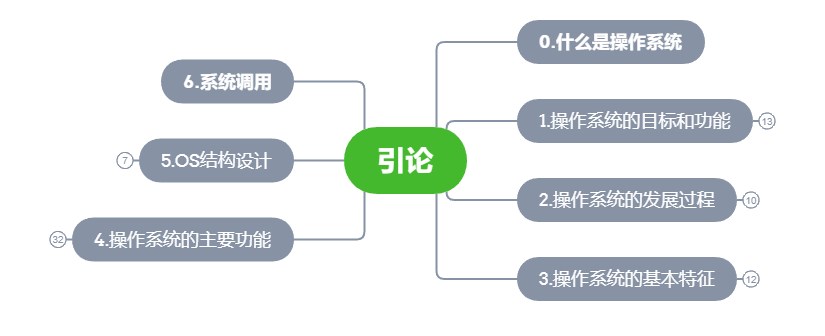 引论
0.什么是操作系统
1.操作系统的目标和功能
13
2.操作系统的发展过程
10
3.操作系统的基本特征
12
4.操作系统的主要功能
32
5.OS结构设计
7
6.系统调用